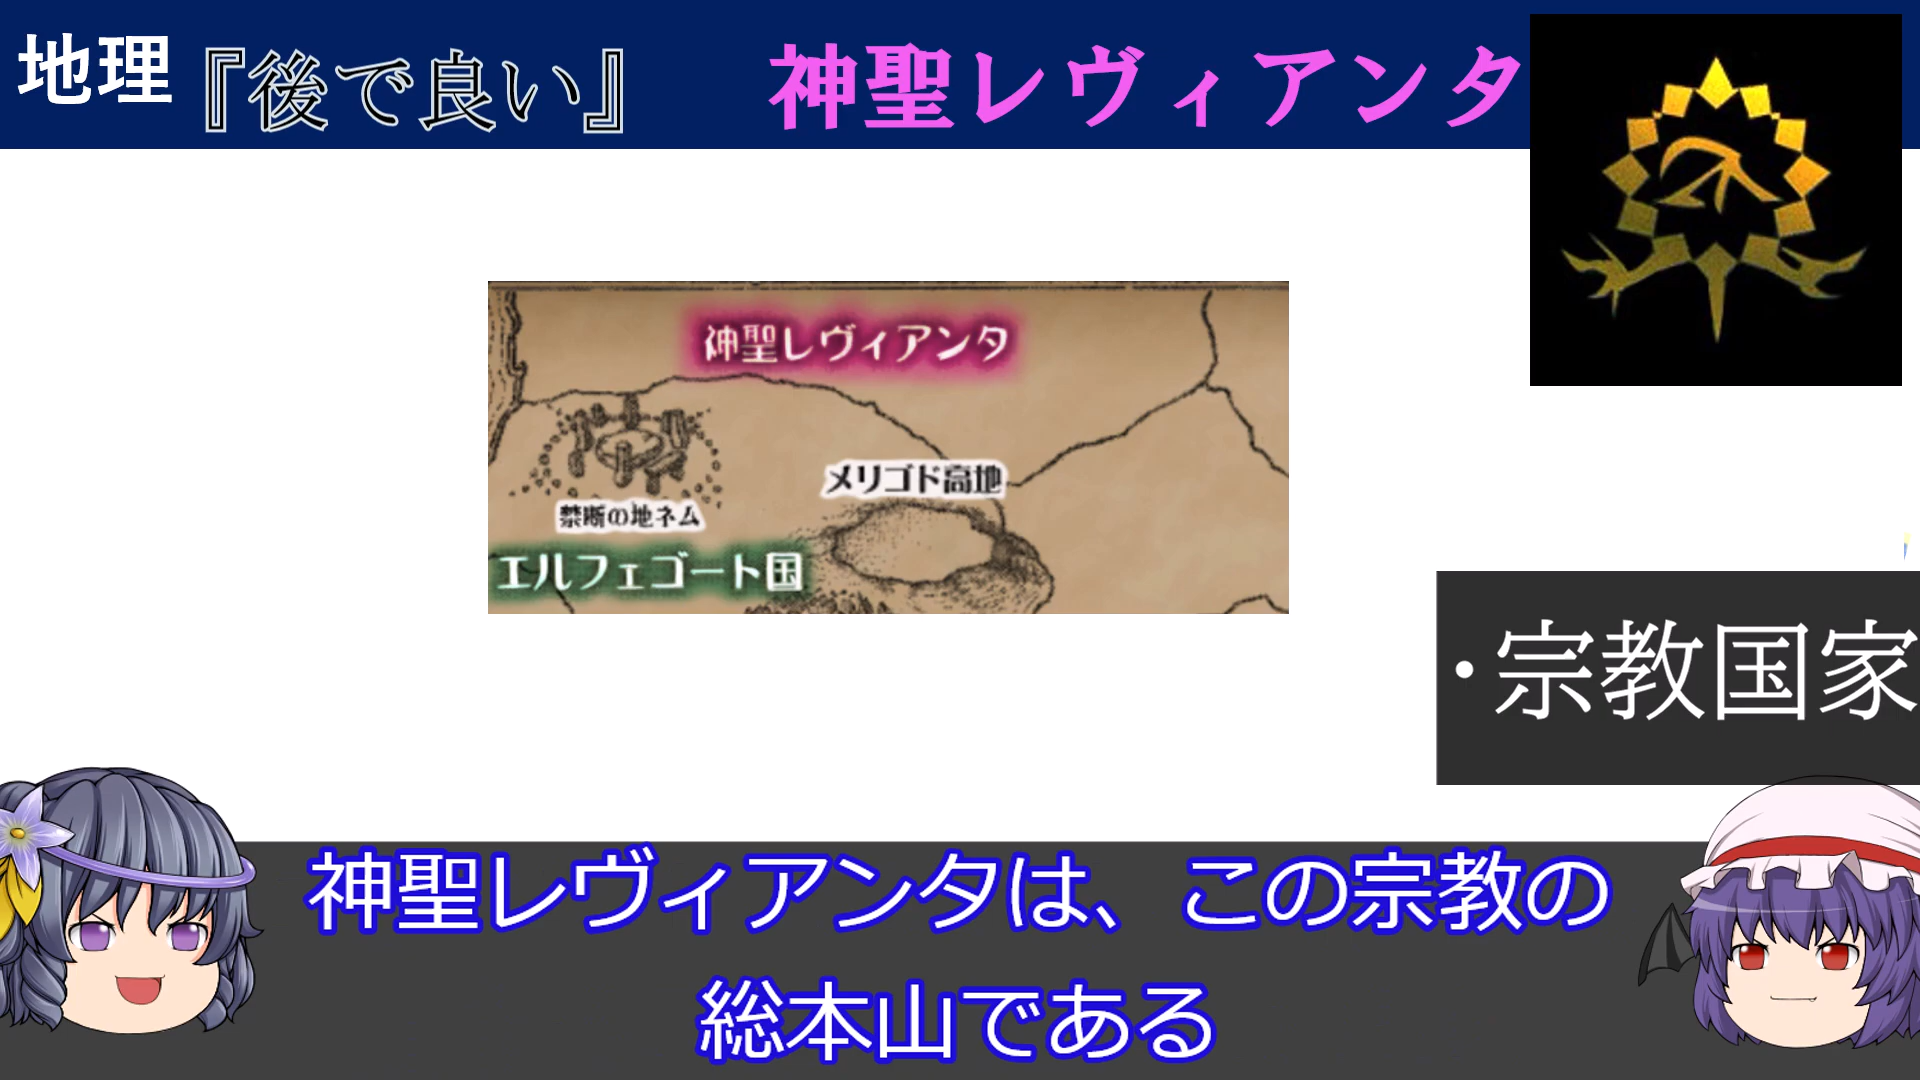 地理『後で良い』 神聖レヴィアンタ
神聖レヴィアンタ
メリゴド高地
禁断の地ネム
エルフェゴート国
・宗教国家
神聖レヴィアンタは、この宗教の
総本山である